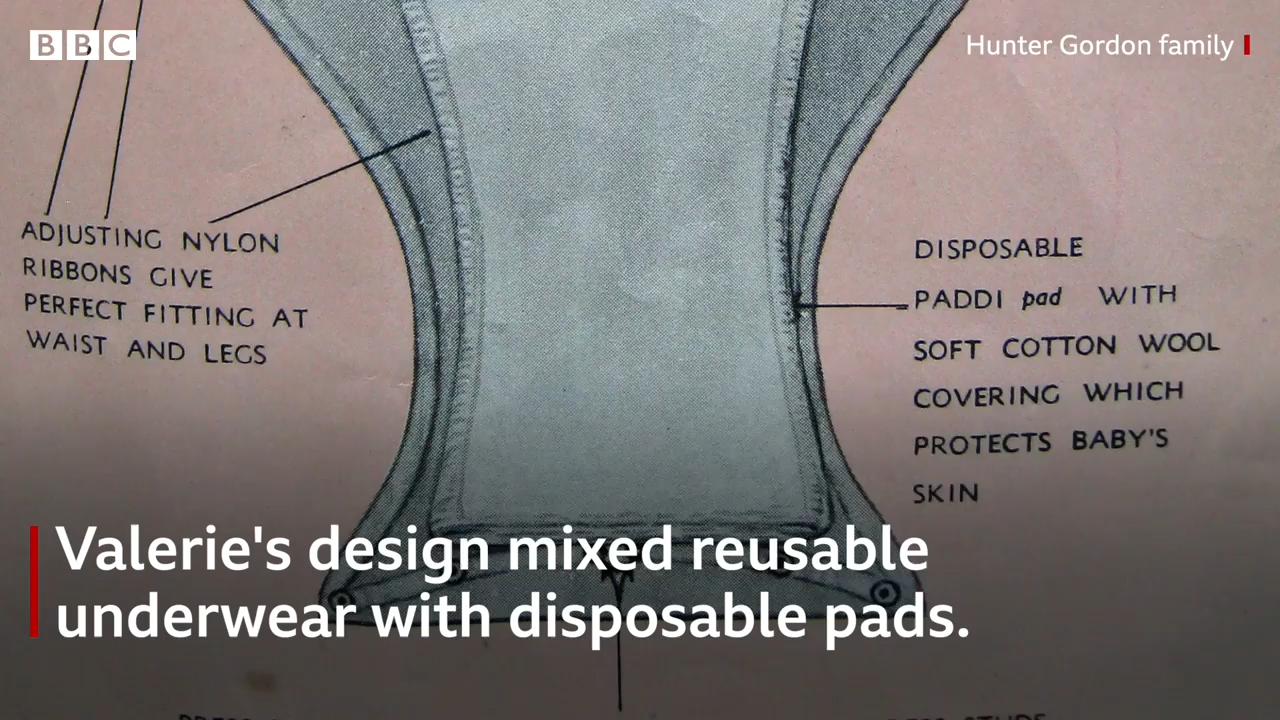 BBC
Hunter Gordon family
ADJUSTING NYLON
RIBBONS GIVE
PERFECT FITTING AT
WAIST AND LEGS
DISPOSABLE
PADDI pad WITH
SOFT COTTON WOOL
COVERING WHICH
PROTECTS BABY'S
SKIN
Valerie's design mixed reusable
underwear with disposable pads.